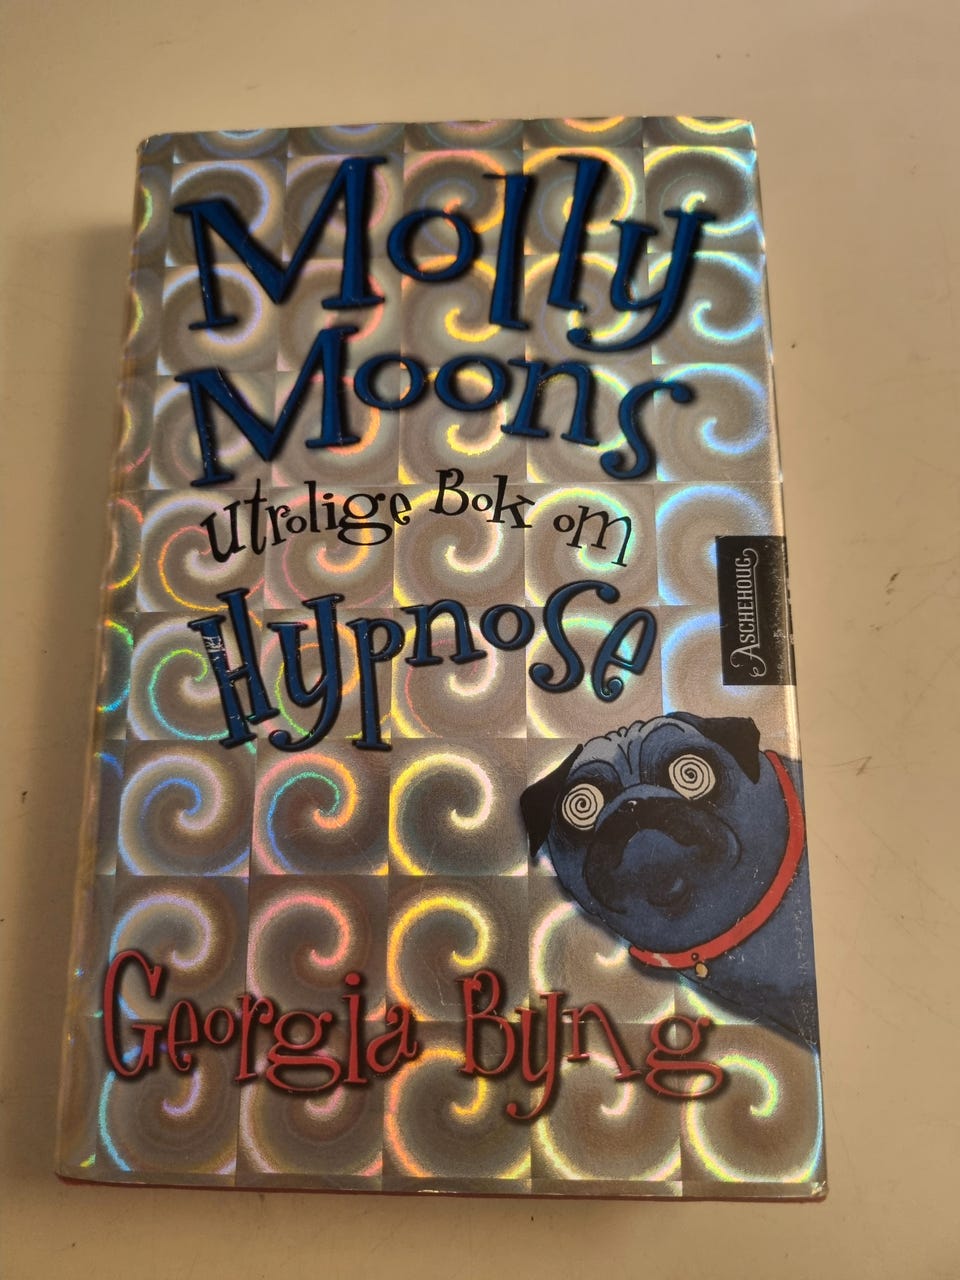 Molly
Moons
utrolige Bok om
Hypnose
ASCHEHOUG
Georgia Byng